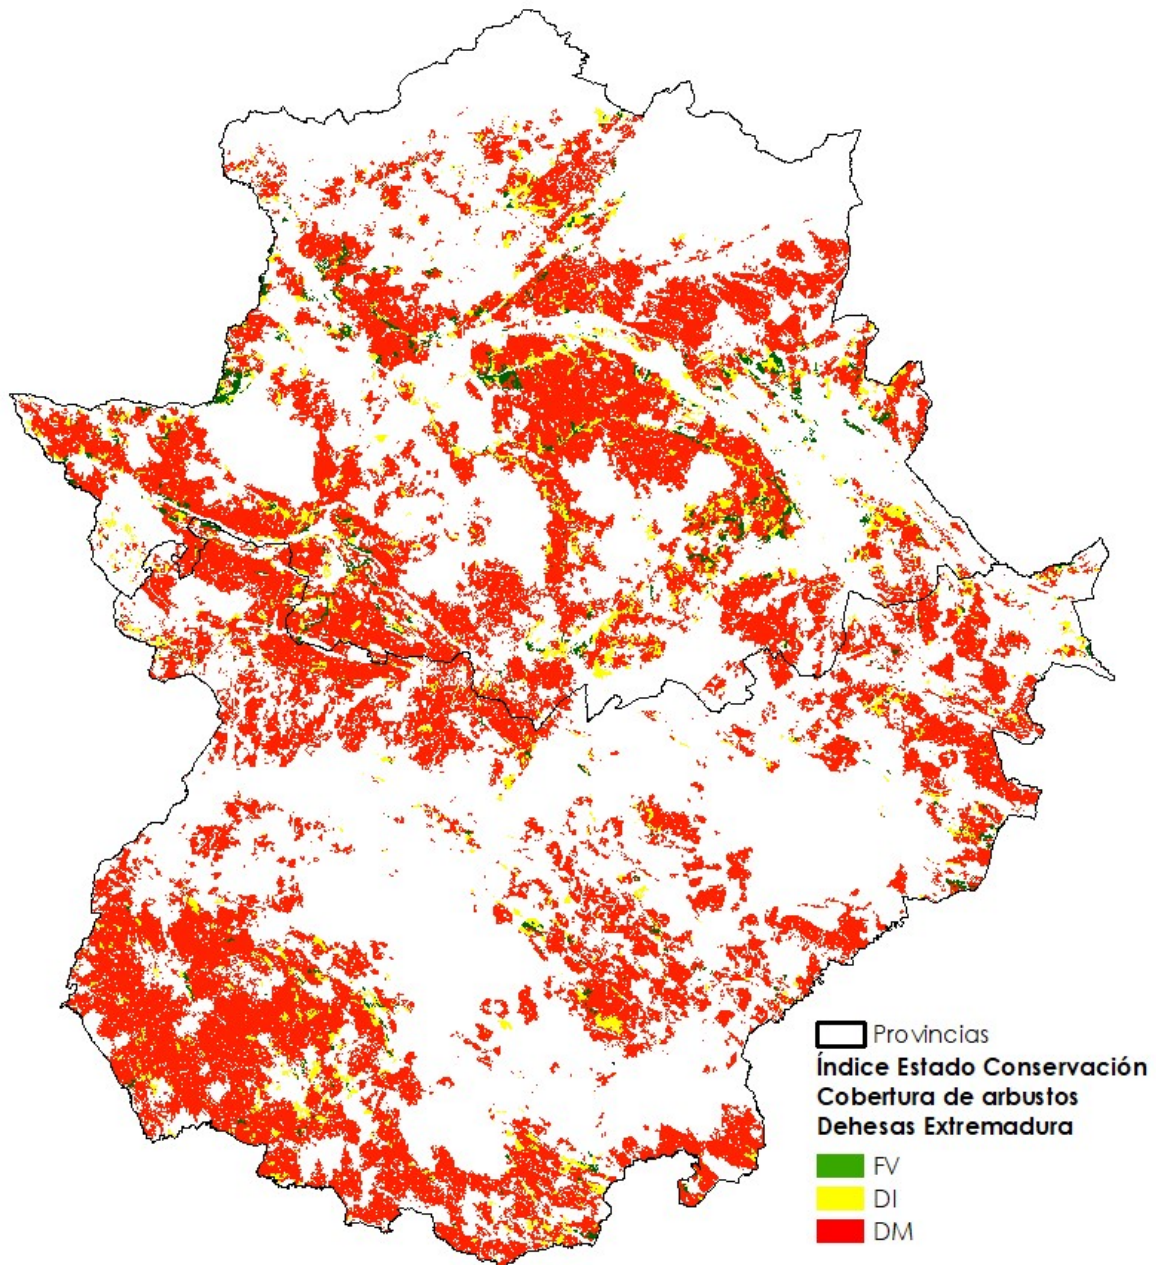 Provincias
Índice Estado Conservación
Cobertura de arbustos
Dehesas Extremadura
FV
DI
DM